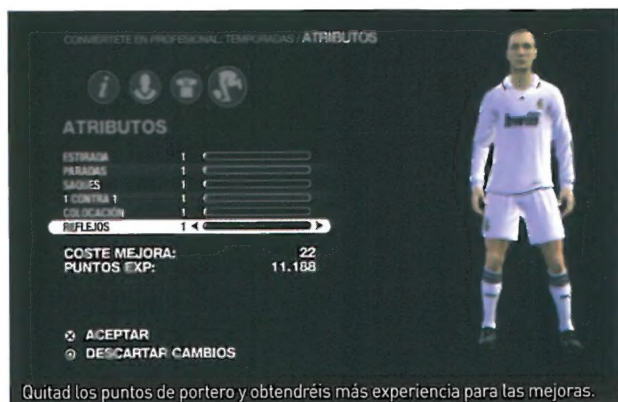 CONVIÉRTETE EN PROFESIONAL: TEMPORADAS / ATRIBUTOS
ATRIBUTOS
ESTIRADA 1
PARADAS 1
SAQUES 1
1 CONTRA 1 1
COLOCACIÓN 1
REFLEJOS 1
COSTE MEJORA: 22
PUNTOS EXP: 11.188
ACEPTAR
DESCARTAR CAMBIOS
Quitad los puntos de portero y obtendréis más experiencia para las mejoras.